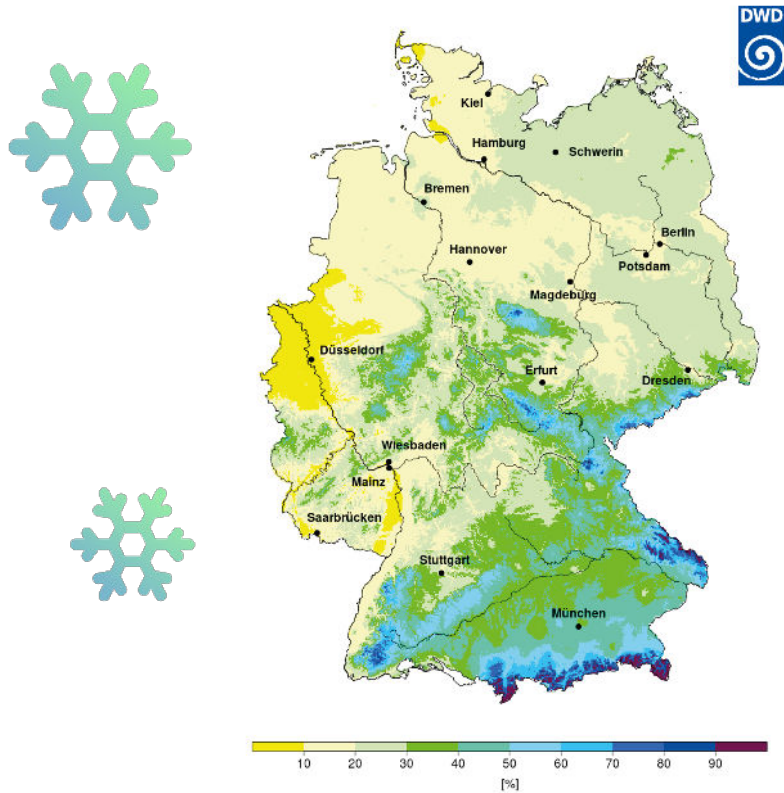 DWD
Kiel
Hamburg
Schwerin
Bremen
Berlin
Hannover
Potsdam
Magdeburg
Düsseldorf
Erfurt
Dresden
Wiesbaden
Mainz
Saarbrücken
Stuttgart
München
10 20 30 40 50 60 70 80 90
[%]